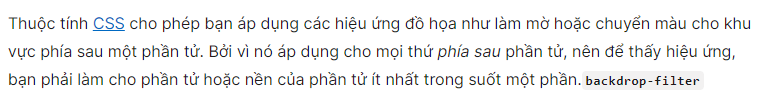 Thuộc tính CSS cho phép bạn áp dụng các hiệu ứng đồ họa như làm mờ hoặc chuyển màu cho khu
vực phía sau một phần tử. Bởi vì nó áp dụng cho mọi thứ phía sau phần tử, nên để thấy hiệu ứng,
bạn phải làm cho phần tử hoặc nền của phần tử ít nhất trong suốt một phần. backdrop-filter